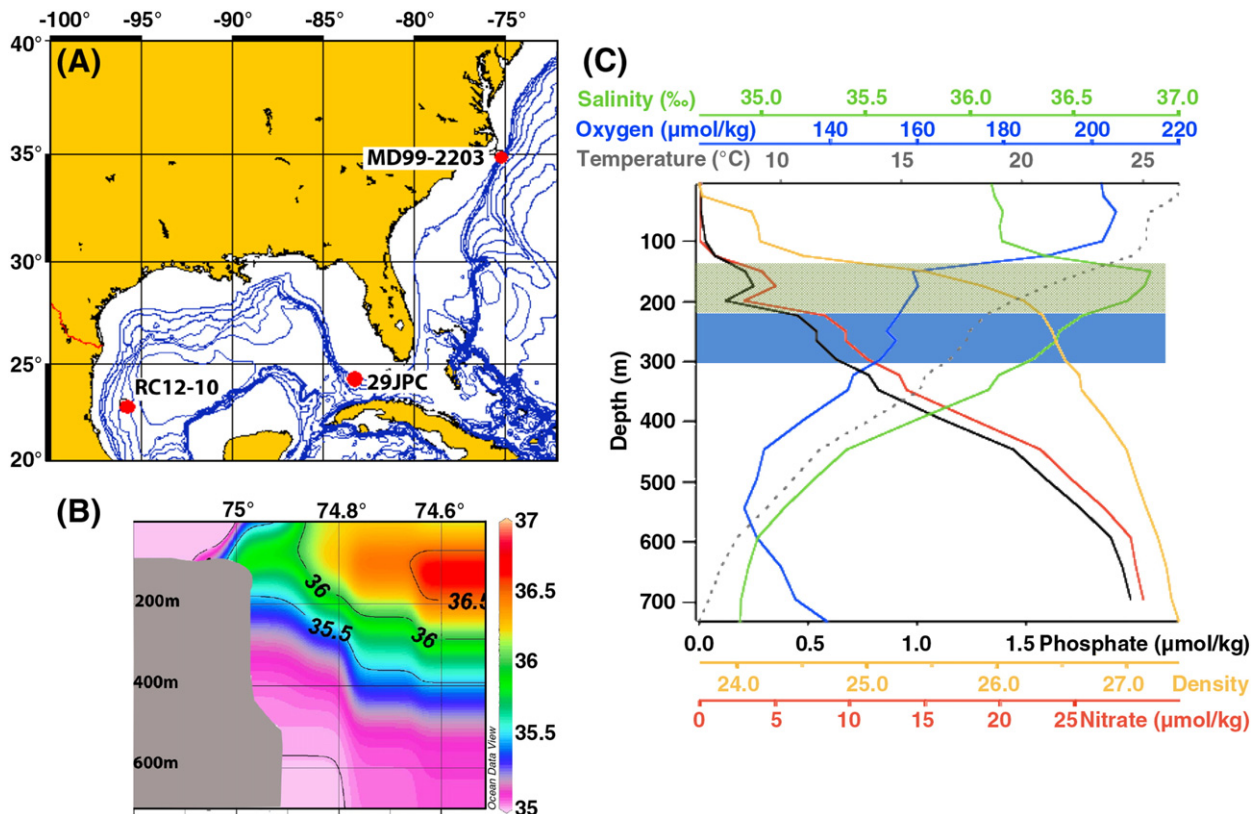 -100° -95° -90° -85° -80° -75°
40°
(A)
35°
MD99-2203
30°
25°
29JPC
RC12-10
20°
(B)
75° 74.8° 74.6°
37
36.5
36
35.5
35
36
36.5
35.5
36
200m
400m
600m
Ocean Data View
(C)
35.0 35.5 36.0 36.5 37.0
Salinity (‰)
Oxygen (μmol/kg) 140 160 180 200 220
Temperature (°C) 10 15 20 25
Depth (m)
100
200
300
400
500
600
700
0.0 0.5 1.0 1.5 Phosphate (μmol/kg)
24.0 25.0 26.0 27.0 Density
0 5 10 15 20 25 Nitrate (μmol/kg)